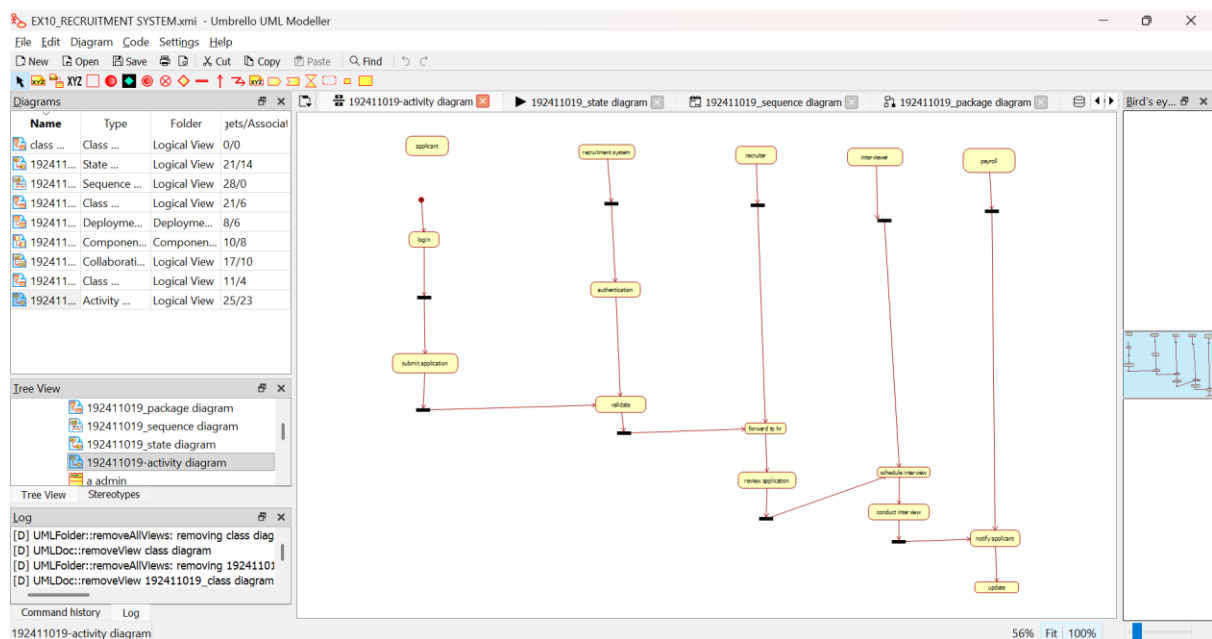 EX10_RECRUITMENT SYSTEM.xmi - Umbrello UML Modeller
File Edit Diagram Code Settings Help
New Open Save Cut Copy Paste Find
XYZ XYZ XYZ
Diagrams
192411019-activity diagram 192411019_state diagram 192411019_sequence diagram 192411019_package diagram
Bird's ey...
Name Type Folder gets/Associat
class ... Class ... Logical View 0/0
192411... State ... Logical View 21/14
192411... Sequence ... Logical View 28/0
192411... Class ... Logical View 21/6
192411... Deployme... Deployme... 8/6
192411... Componen... Componen... 10/8
192411... Collaborati... Logical View 17/10
192411... Class ... Logical View 11/4
192411... Activity ... Logical View 25/23
applicant
recruitment system
recruiter
interviewer
payroll
login
authentication
submit application
validate
forward to hr
review application
schedule interview
conduct interview
notify applicant
update
Tree View
192411019_package diagram
192411019_sequence diagram
192411019_state diagram
192411019-activity diagram
ABC
a admin
Tree View Stereotypes
Log
[D] UMLFolder::removeAllViews: removing class diag
[D] UMLDoc::removeView class diagram
[D] UMLFolder::removeAllViews: removing 19241101
[D] UMLDoc::removeView 192411019_class diagram
Command history Log
192411019-activity diagram
56% Fit 100%